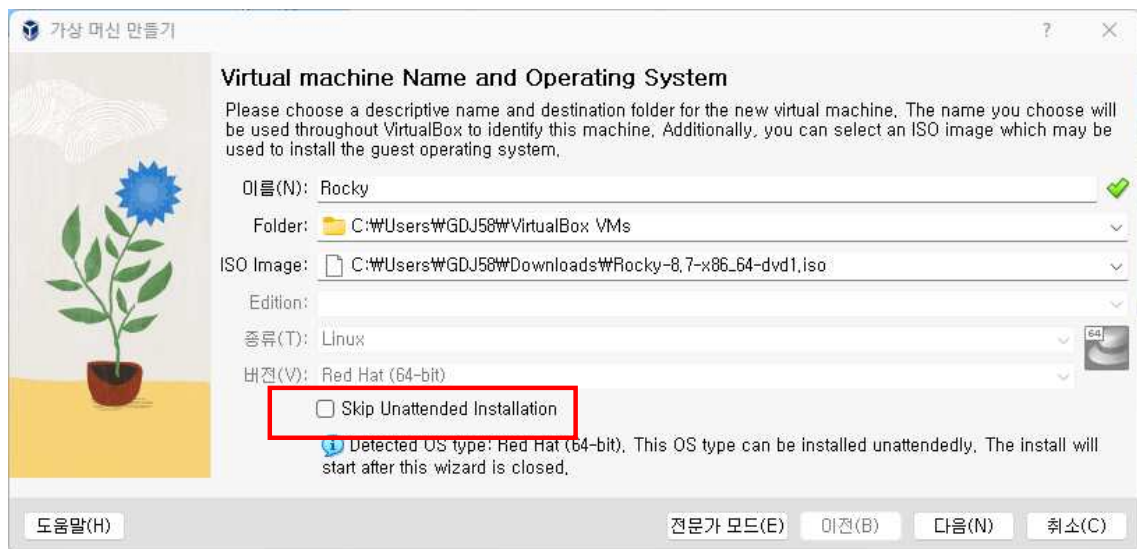 가상 머신 만들기
?
Virtual machine Name and Operating System
Please choose a descriptive name and destination folder for the new virtual machine. The name you choose will
be used throughout VirtualBox to identify this machine. Additionally, you can select an ISO image which may be
used to install the guest operating system.
이름(N): Rocky
Folder: C:₩Users₩GDJ58₩VirtualBox VMs
ISO Image: C:₩Users₩GDJ58₩Downloads₩Rocky-8.7-x86_64-dvd1.iso
Edition:
종류(T): Linux
64
버전(V): Red Hat (64-bit)
Skip Unattended Installation
Detected OS type: Red Hat (64-bit). This OS type can be installed unattendedly. The install will
start after this wizard is closed.
도움말(H) 전문가 모드(E) 이전(B) 다음(N) 취소(C)